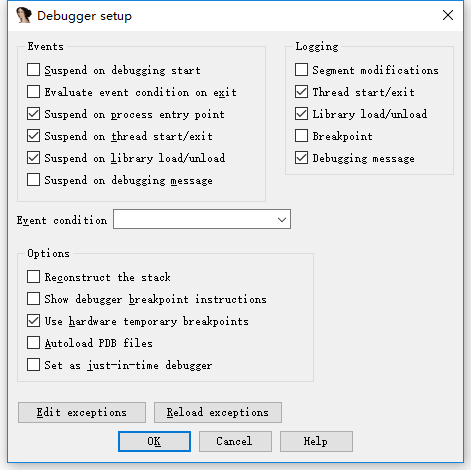 Debugger setup
Events
Suspend on debugging start
Evaluate event condition on exit
Suspend on process entry point
Suspend on thread start/exit
Suspend on library load/unload
Suspend on debugging message
Logging
Segment modifications
Thread start/exit
Library load/unload
Breakpoint
Debugging message
Event condition
Options
Reconstruct the stack
Show debugger breakpoint instructions
Use hardware temporary breakpoints
Autoload PDB files
Set as just-in-time debugger
Edit exceptions
Reload exceptions
OK
Cancel
Help